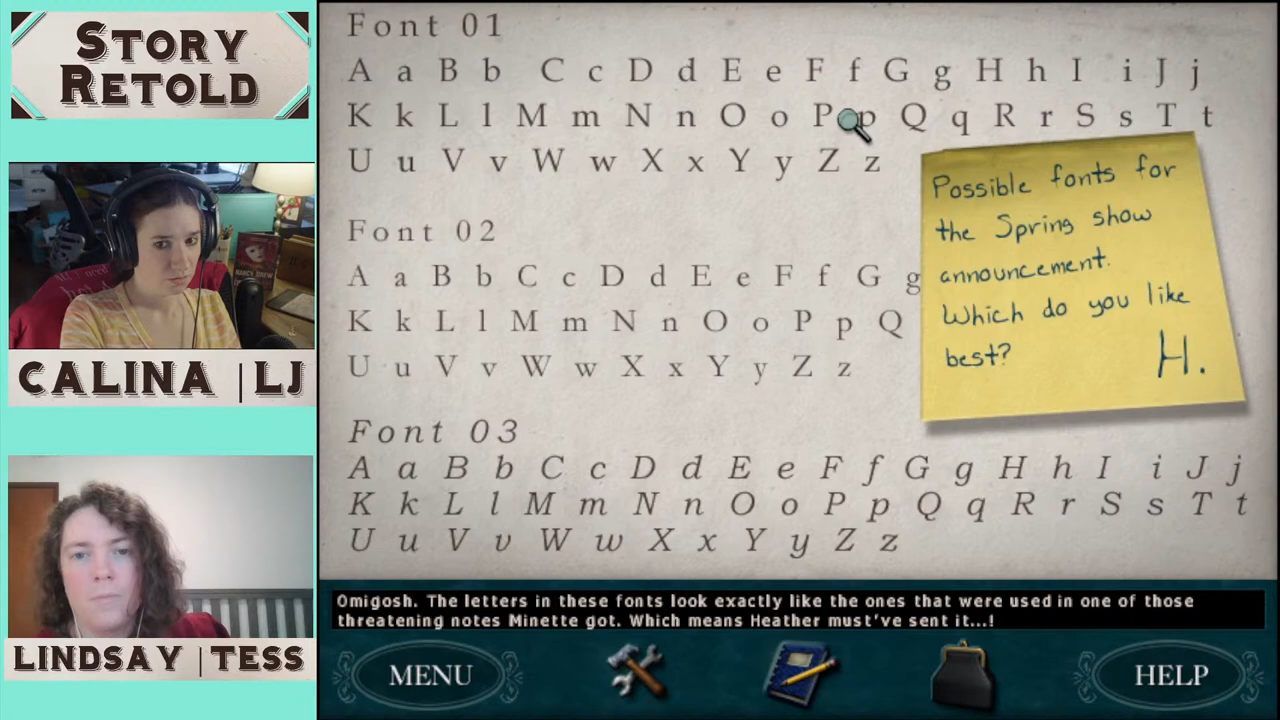 STORY
RETOLD
CALINA | LJ
LINDSAY | TESS
NANCY DREW
Font 01
A a B b C c D d E e F f G g H h I i J j
K k L l M m N n O o P p Q q R r S s T t
U u V v W w X x Y y Z z
Font 02
A a B b C c D d E e F f G g
K k L l M m N n O o P p Q
U u V v W w X x Y y Z z
Font 03
A a B b C c D d E e F f G g H h I i J j
K k L l M m N n O o P p Q q R r S s T t
U u V v W w X x Y y Z z
Possible fonts for
the Spring show
announcement.
Which do you like
best?
H.
Omigosh. The letters in these fonts look exactly like the ones that were used in one of those
threatening notes Minette got. Which means Heather must've sent it...!
MENU
HELP